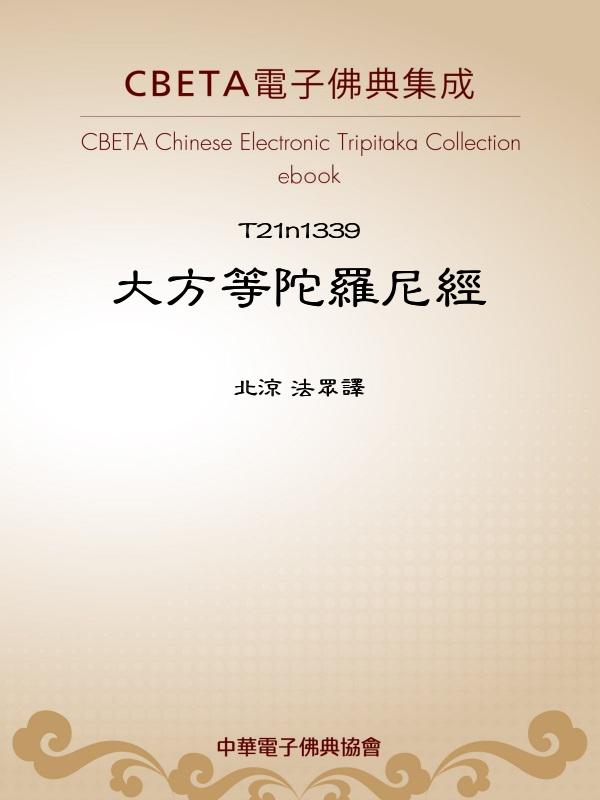 CBETA電子佛典集成
CBETA Chinese Electronic Tripitaka Collection
ebook
T21n1339
大方等陀羅尼經
北涼 法眾譯
中華電子佛典協會